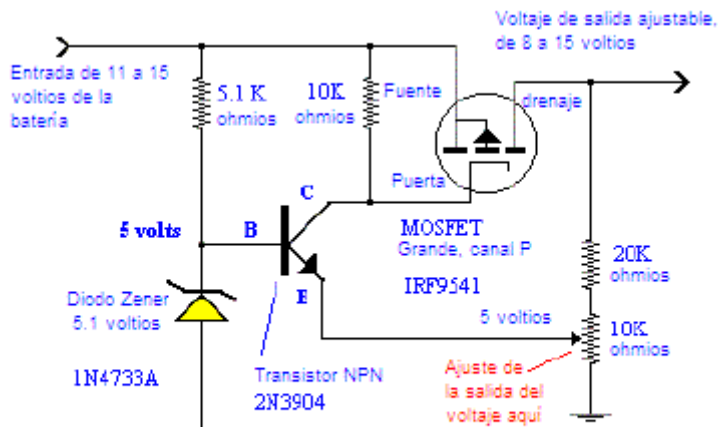 Voltaje de salida ajustable,
de 8 a 15 voltios
Entrada de 11 a 15
voltios de la
batería
5.1 K
ohmios
10K
ohmios
Fuente
drenaje
Puerta
C
5 volts
B
E
MOSFET
Grande, canal P
IRF9541
20K
ohmios
Diodo Zener
5.1 voltios
5 voltios
10K
ohmios
1N4733A
Transistor NPN
2N3904
Ajuste de
la salida del
voltaje aquí